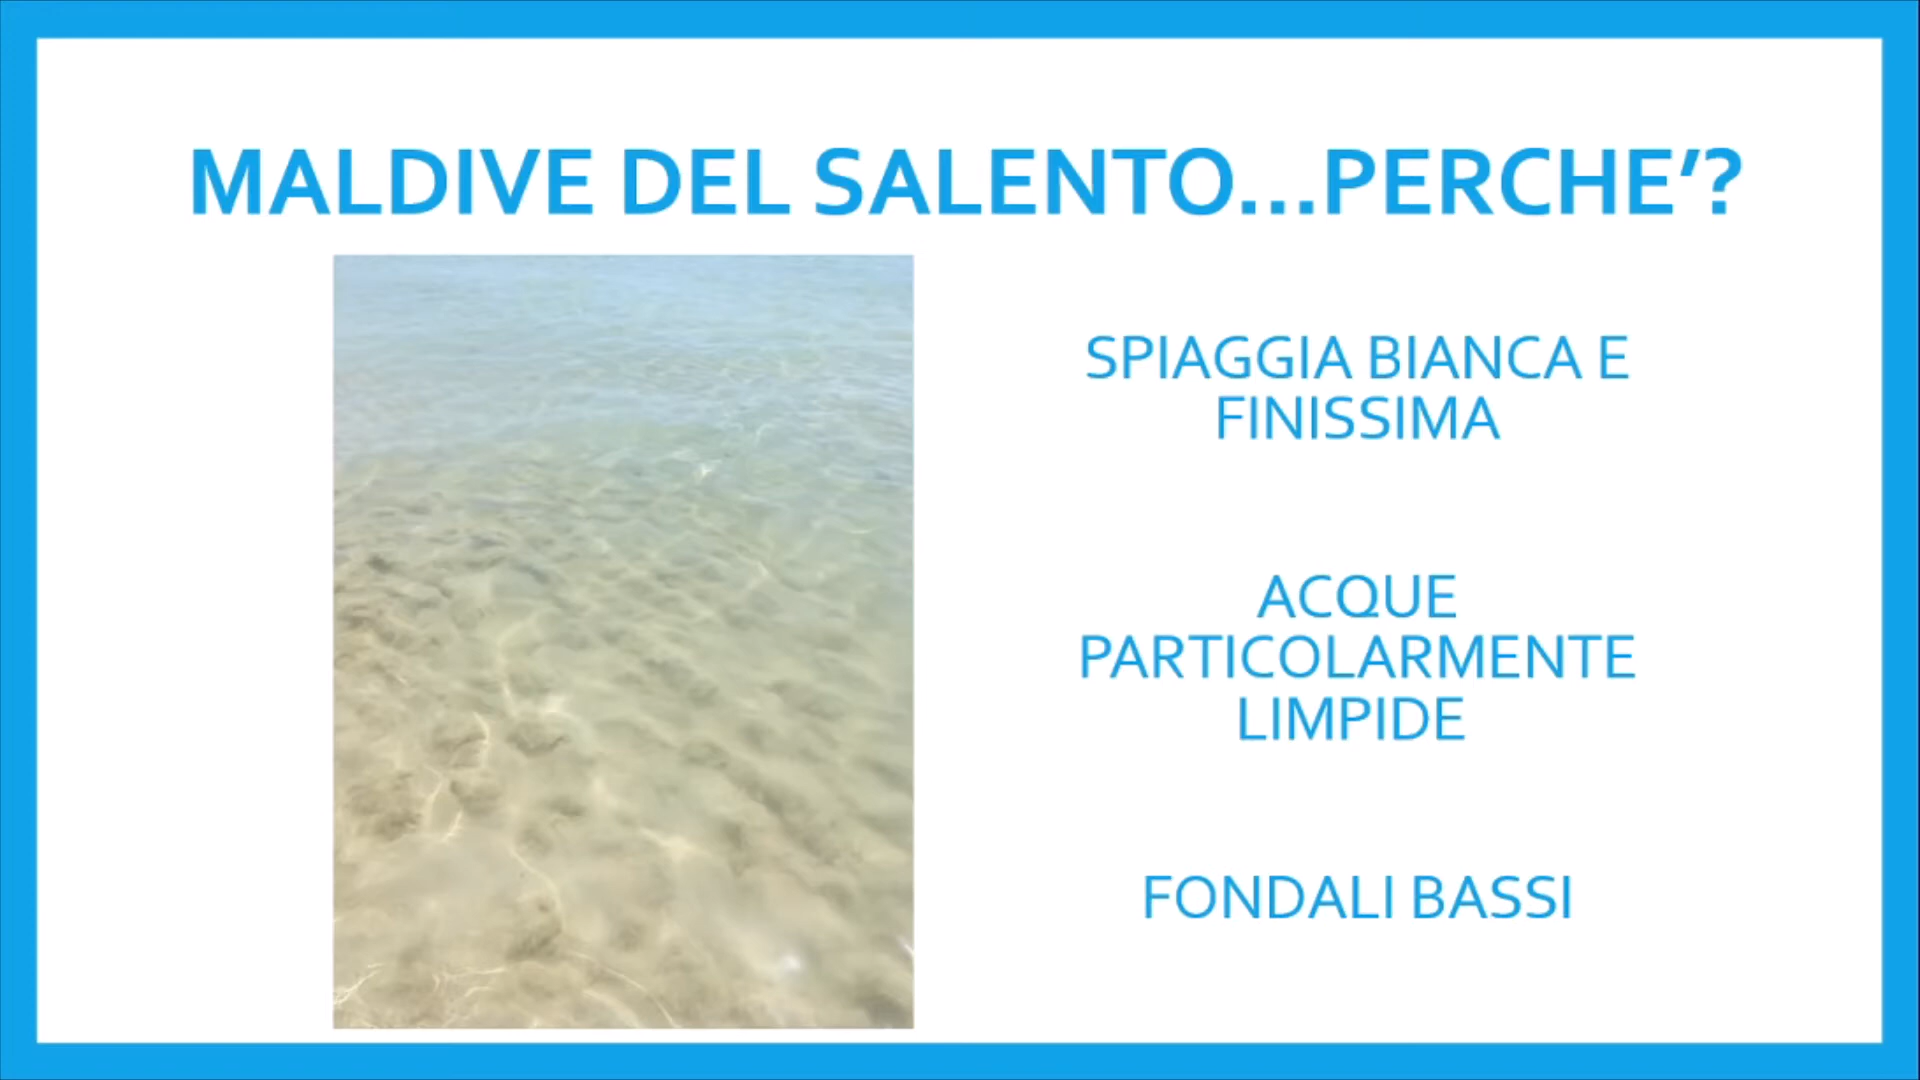 MALDIVE DEL SALENTO...PERCHE’?
SPIAGGIA BIANCA E
FINISSIMA
ACQUE
PARTICOLARMENTE
LIMPIDE
FONDALI BASSI